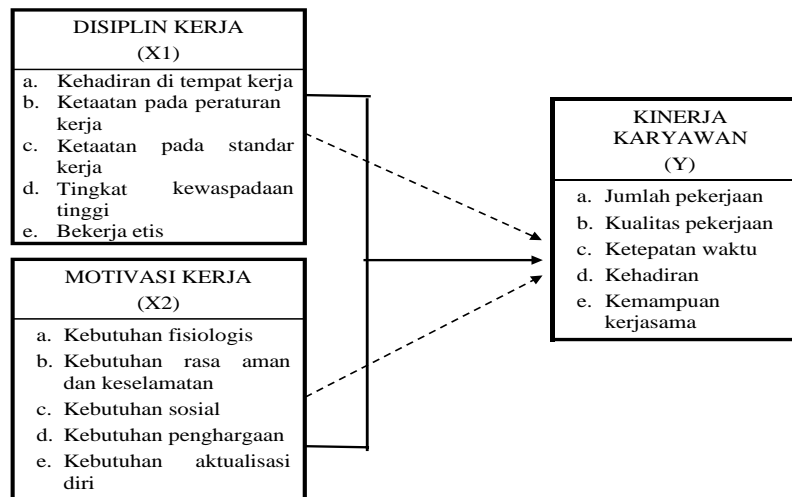 DISIPLIN KERJA
(X1)
a. Kehadiran di tempat kerja
b. Ketaatan pada peraturan
kerja
c. Ketaatan pada standar
kerja
d. Tingkat kewaspadaan
tinggi
e. Bekerja etis
MOTIVASI KERJA
(X2)
a. Kebutuhan fisiologis
b. Kebutuhan rasa aman
dan keselamatan
c. Kebutuhan sosial
d. Kebutuhan penghargaan
e. Kebutuhan aktualisasi
diri
KINERJA
KARYAWAN
(Y)
a. Jumlah pekerjaan
b. Kualitas pekerjaan
c. Ketepatan waktu
d. Kehadiran
e. Kemampuan
kerjasama